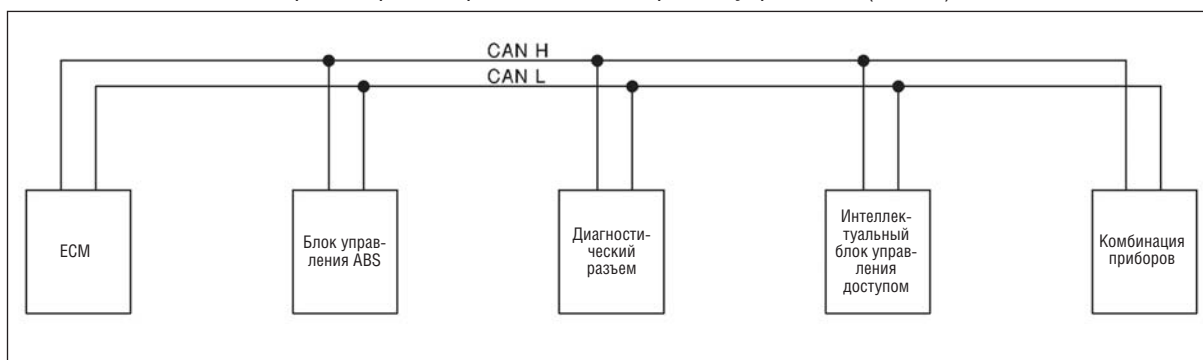 CAN H
CAN L
ECM
Блок управ-
ления ABS
Диагности-
ческий
разъем
Интеллек-
туальный
блок управ-
ления
доступом
Комбинация
приборов